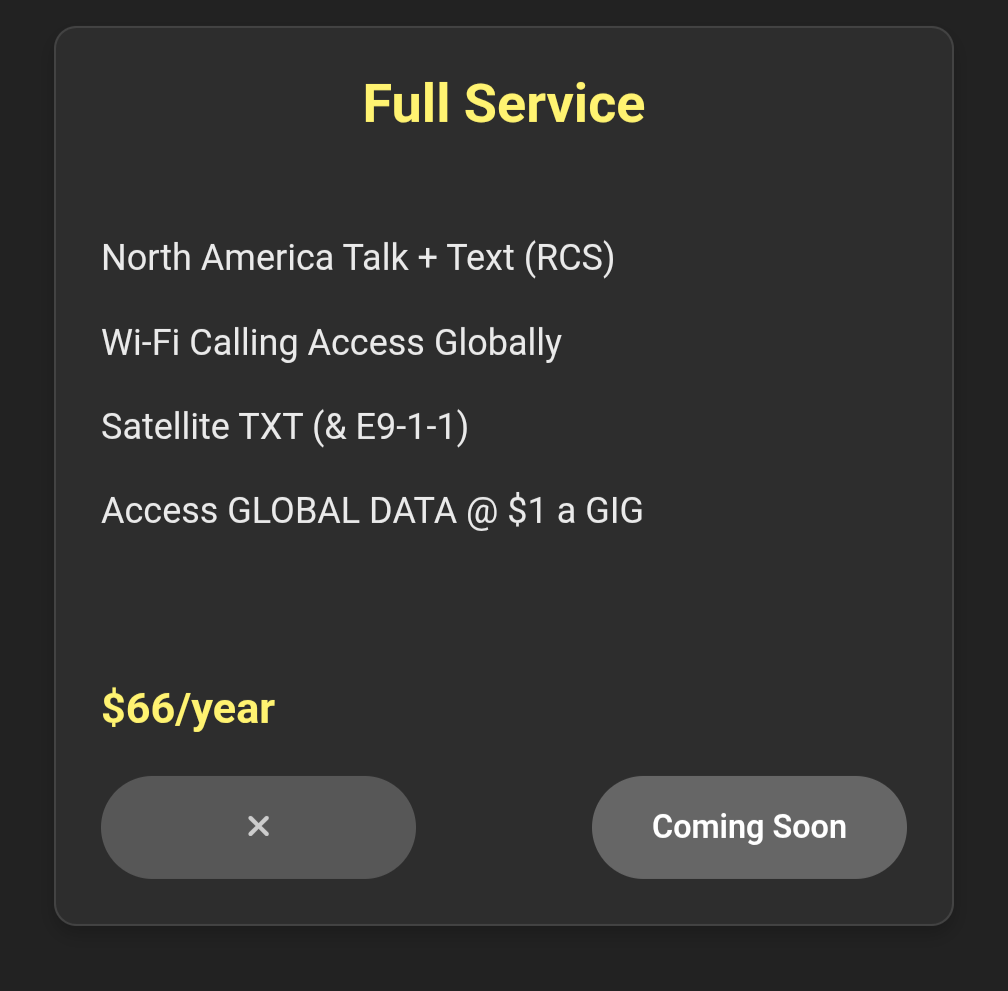 Full Service
North America Talk + Text (RCS)
Wi-Fi Calling Access Globally
Satellite TXT (& E9-1-1)
Access GLOBAL DATA @ $1 a GIG
$66/year
✕
Coming Soon